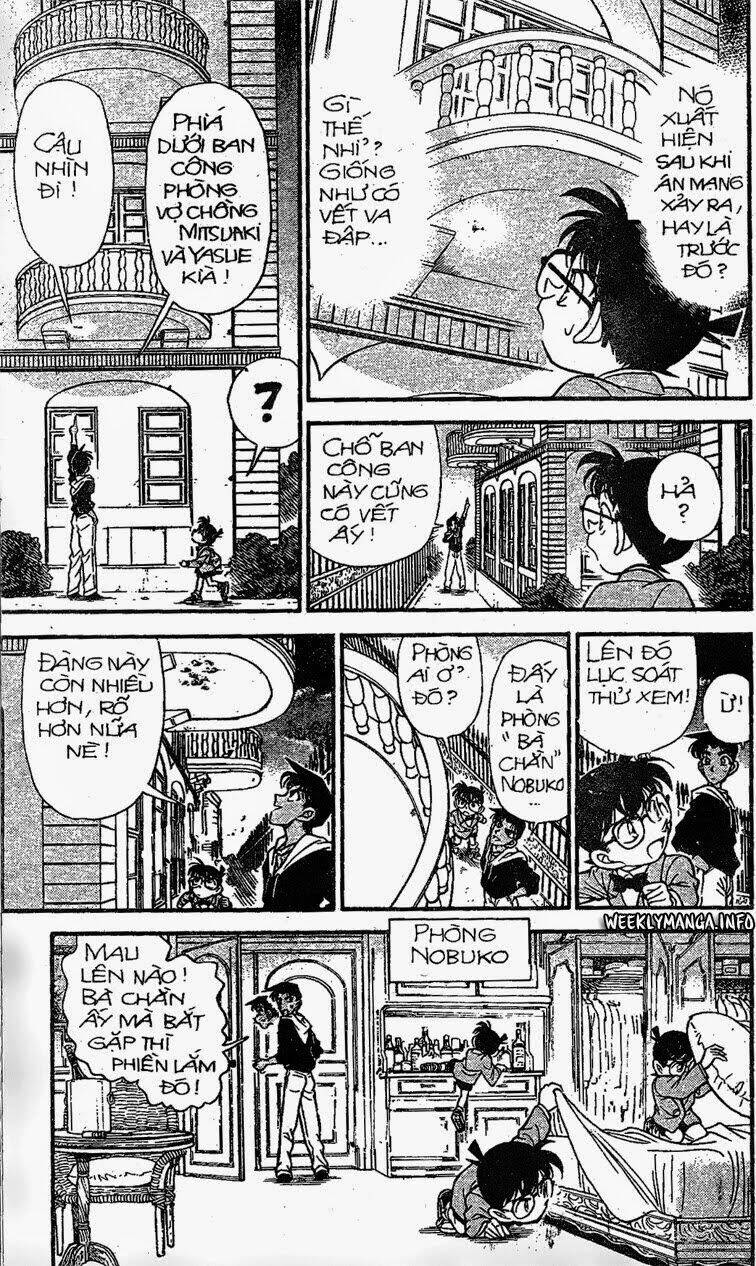 CẬU
NHÌN
ĐI!
PHÍA
DƯỚI BAN
CÔNG
PHÒNG
VỢ CHỒNG
MITSUAKI
VÀ YASUE
KIÀ!
?
GÌ
THẾ
NHỈ?
GIỐNG
NHƯ CÓ
VẾT VA
ĐẬP...
NÓ
XUẤT
HIỆN
SAU KHI
ÁN MẠNG
XẢY RA,
HAY LÀ
TRƯỚC
ĐÓ?
CHỖ BAN
CÔNG
NÀY CŨNG
CÓ VẾT
ẤY!
HẢ
?
ĐÀNG NÀY
CÒN NHIỀU
HƠN, RÕ
HƠN NỮA
NÈ!
PHÒNG
AI Ở
ĐÓ?
ĐẤY
LÀ
PHÒNG
"BÀ
CHẰN"
NOBUKO
...
LÊN ĐÓ
LỤC SOÁT
THỬ XEM!
Ừ!
WEEKLYMANGA.INFO
MAU
LÊN NÀO!
BÀ CHẰN
ẤY MÀ BẮT
GẶP THÌ
PHIỀN LẮM
ĐÓ!
PHÒNG
NOBUKO